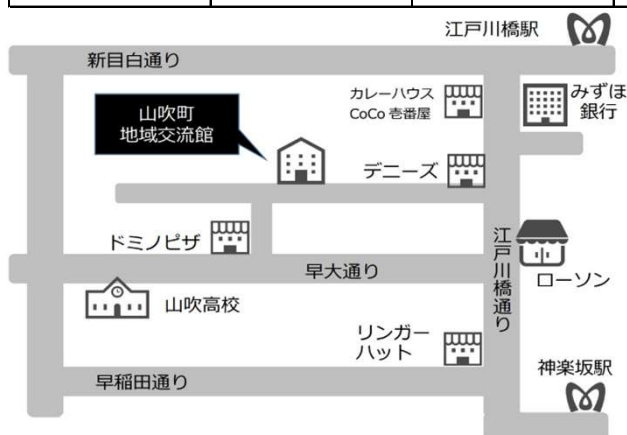 江戸川橋駅
新目白通り
カレーハウス
CoCo 壱番屋
みずほ
銀行
山吹町
地域交流館
デニーズ
ドミノピザ
早大通り
江戸川橋通り
ローソン
山吹高校
リンガー
ハット
神楽坂駅
早稲田通り